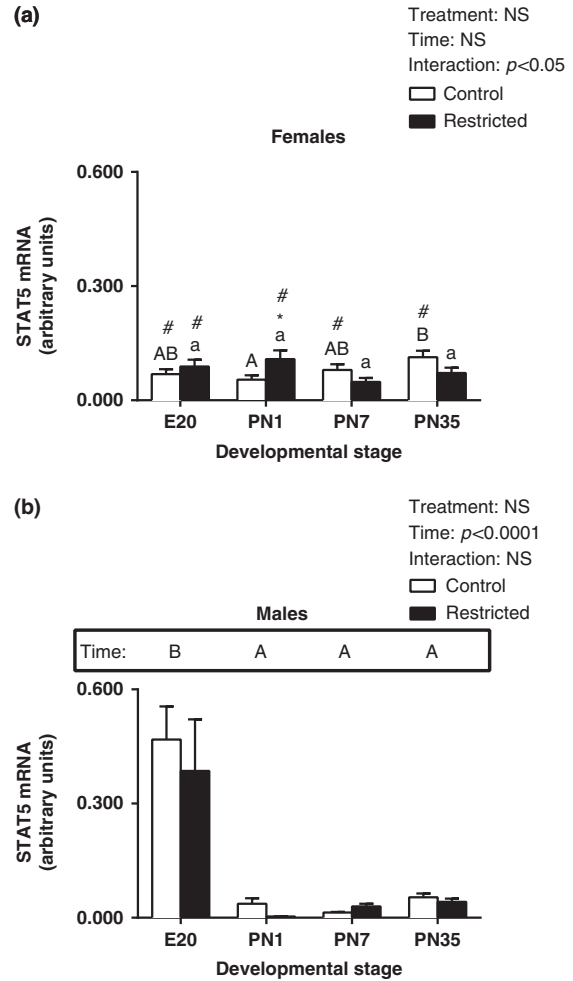 (a)
Treatment: NS
Time: NS
Interaction: p<0.05
Control
Restricted
Females
STAT5 mRNA
(arbitrary units)
0.600
0.300
0.000
# # # # #
*
AB a A a AB a B a
E20 PN1 PN7 PN35
Developmental stage
(b)
Treatment: NS
Time: p<0.0001
Interaction: NS
Control
Restricted
Males
Time: B A A A
STAT5 mRNA
(arbitrary units)
0.600
0.300
0.000
E20 PN1 PN7 PN35
Developmental stage